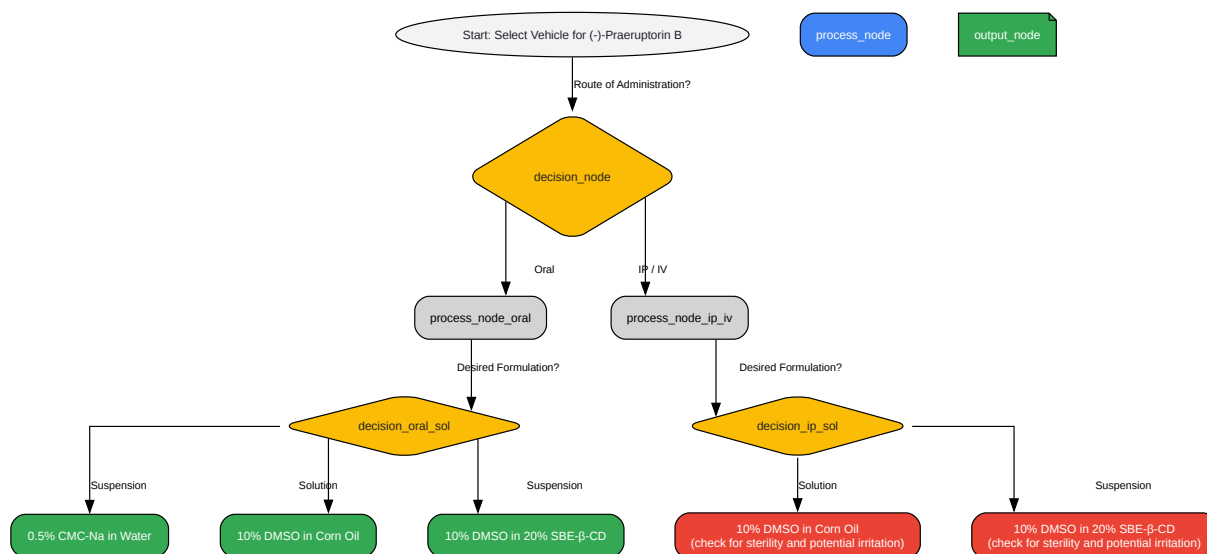 Start: Select Vehicle for (-)-Praeruptorin B
process_node
output_node
Route of Administration?
decision_node
Oral
IP / IV
process_node_oral
process_node_ip_iv
Desired Formulation?
Desired Formulation?
decision_oral_sol
decision_ip_sol
Suspension
Solution
Suspension
Solution
Suspension
0.5% CMC-Na in Water
10% DMSO in Corn Oil
10% DMSO in 20% SBE-β-CD
10% DMSO in Corn Oil
(check for sterility and potential irritation)
10% DMSO in 20% SBE-β-CD
(check for sterility and potential irritation)